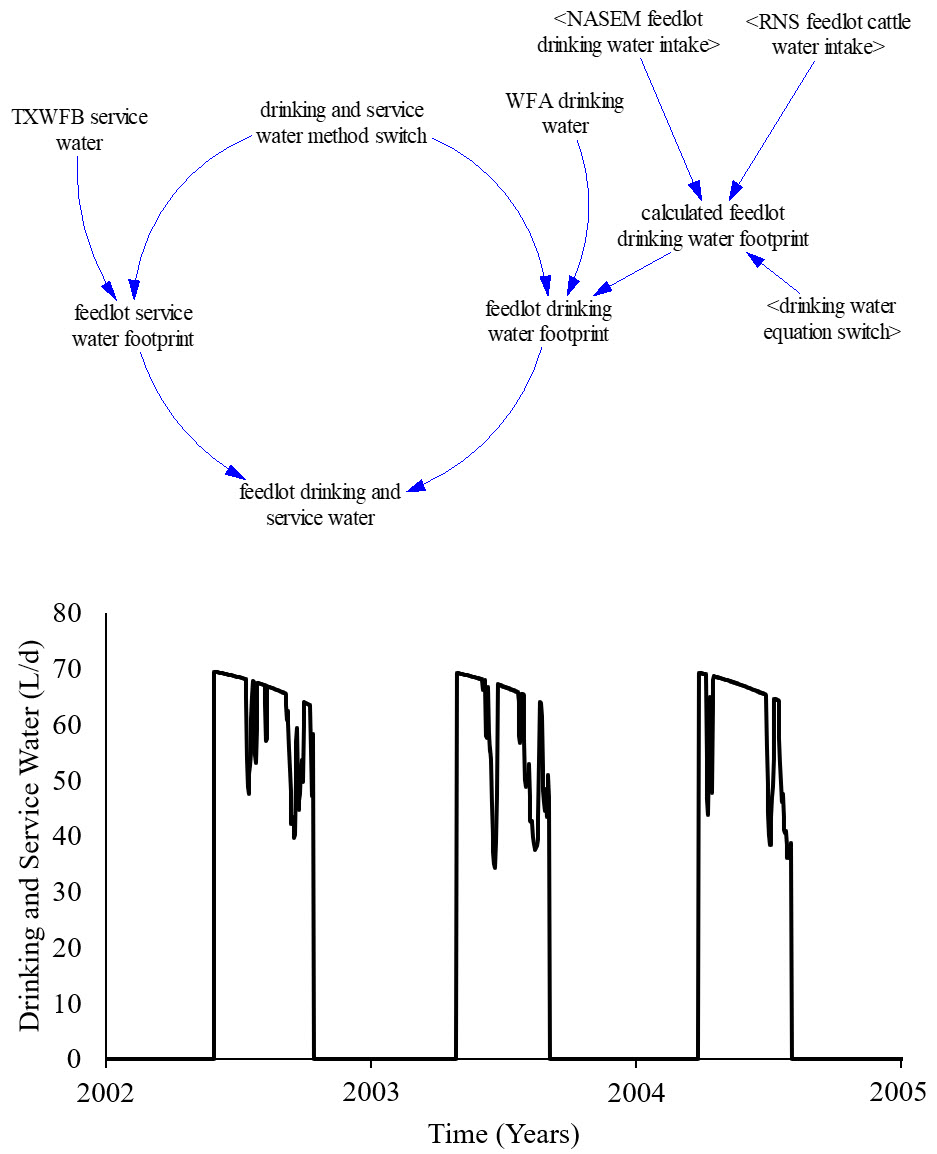 <NASEM feedlot
drinking water intake>
<RNS feedlot cattle
water intake>
TXWFB service
water
drinking and service
water method switch
WFA drinking
water
calculated feedlot
drinking water footprint
feedlot service
water footprint
feedlot drinking
water footprint
<drinking water
equation switch>
feedlot drinking and
service water
Drinking and Service Water (L/d)
80
70
60
50
40
30
20
10
0
2002
2003
2004
2005
Time (Years)